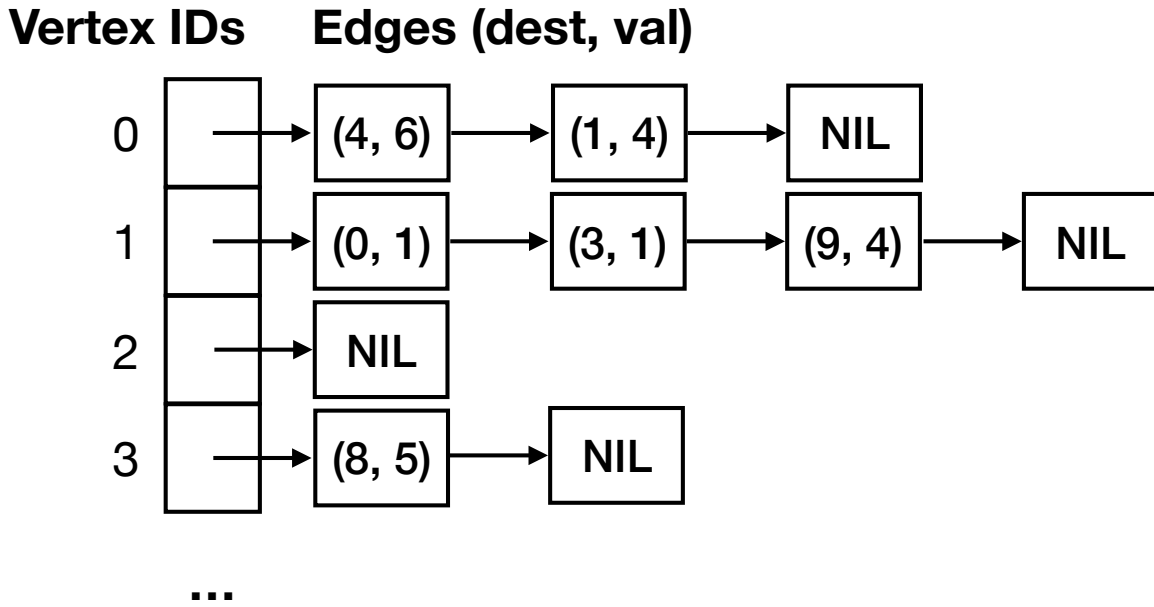 Vertex IDs Edges (dest, val)
0 (4, 6) (1, 4) NIL
1 (0, 1) (3, 1) (9, 4) NIL
2 NIL
3 (8, 5) NIL
...